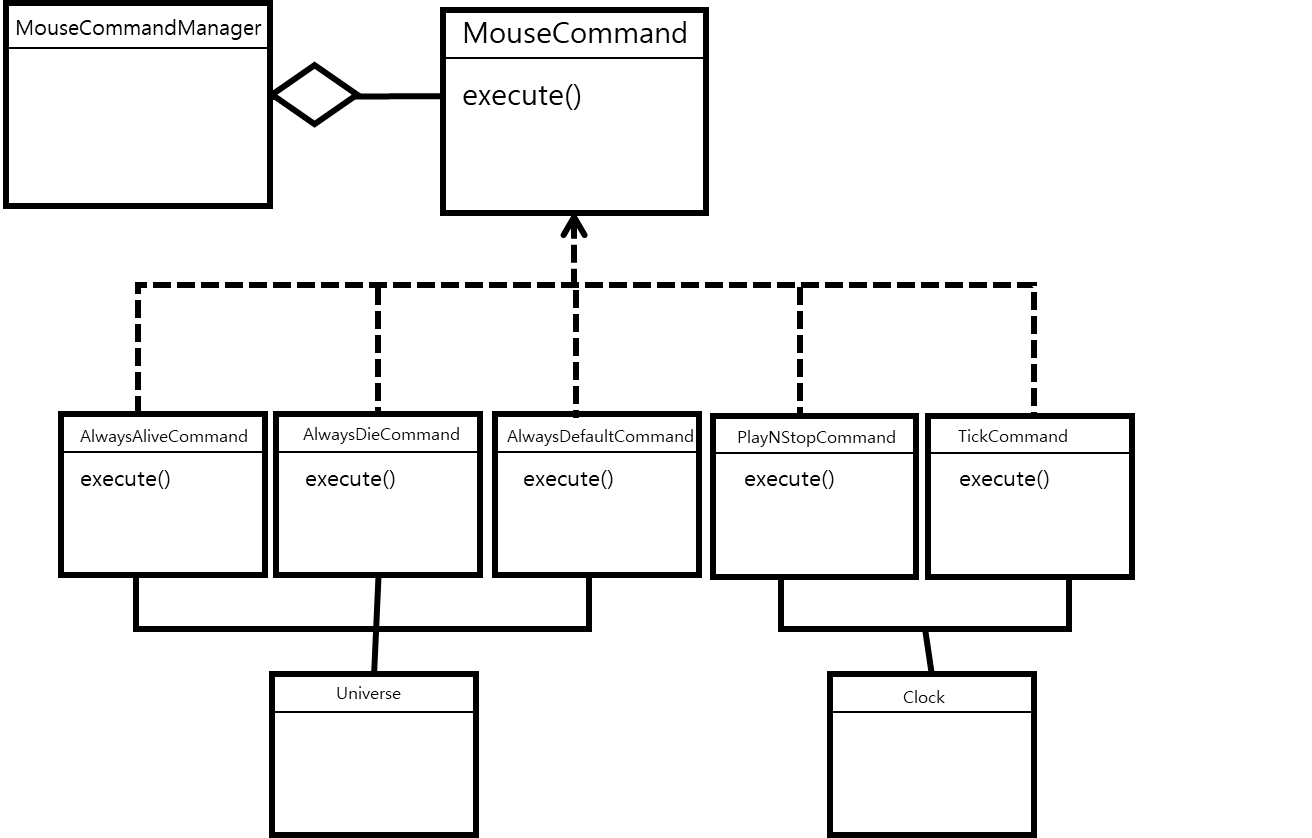 MouseCommandManager
MouseCommand
execute()
AlwaysAliveCommand
execute()
AlwaysDieCommand
execute()
AlwaysDefaultCommand
execute()
PlayNStopCommand
execute()
TickCommand
execute()
Universe
Clock